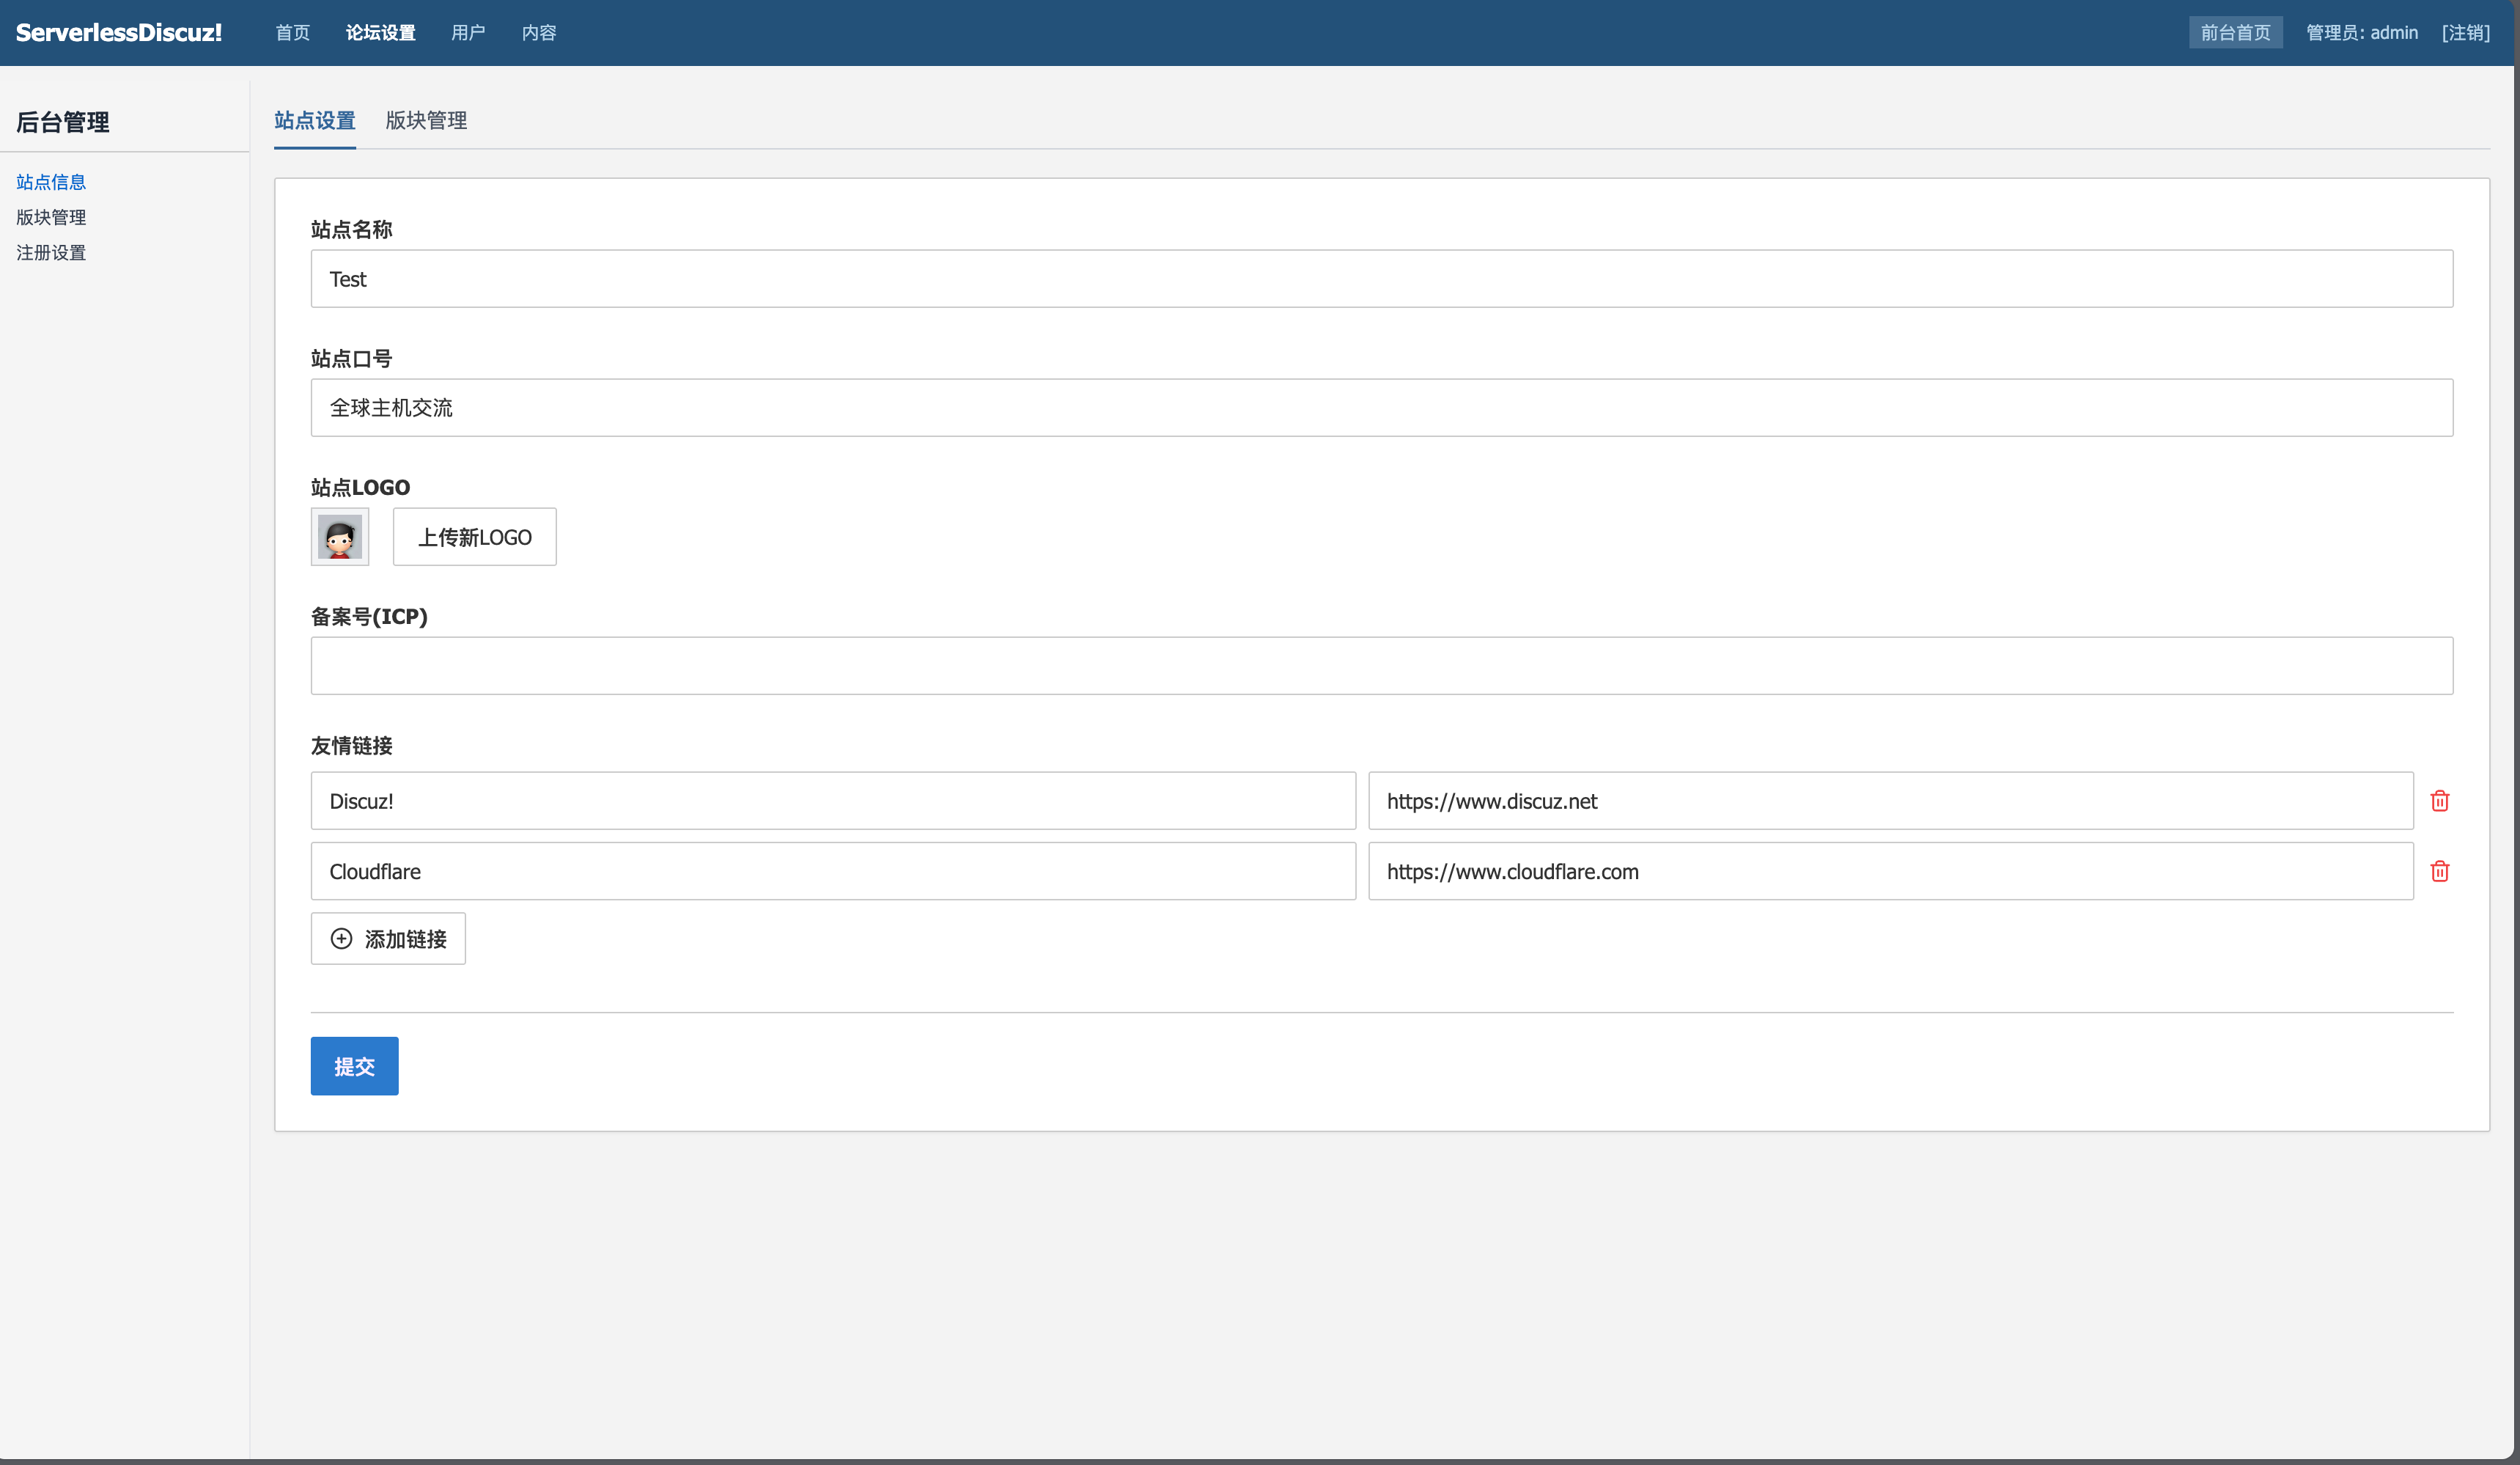 ServerlessDiscuz! 首页 论坛设置 用户 内容 前台首页 管理员: admin [注销]
后台管理
站点信息
版块管理
注册设置
站点设置 版块管理
站点名称
Test
站点口号
全球主机交流
站点LOGO
上传新LOGO
备案号(ICP)
友情链接
Discuz! https://www.discuz.net
Cloudflare https://www.cloudflare.com
添加链接
提交